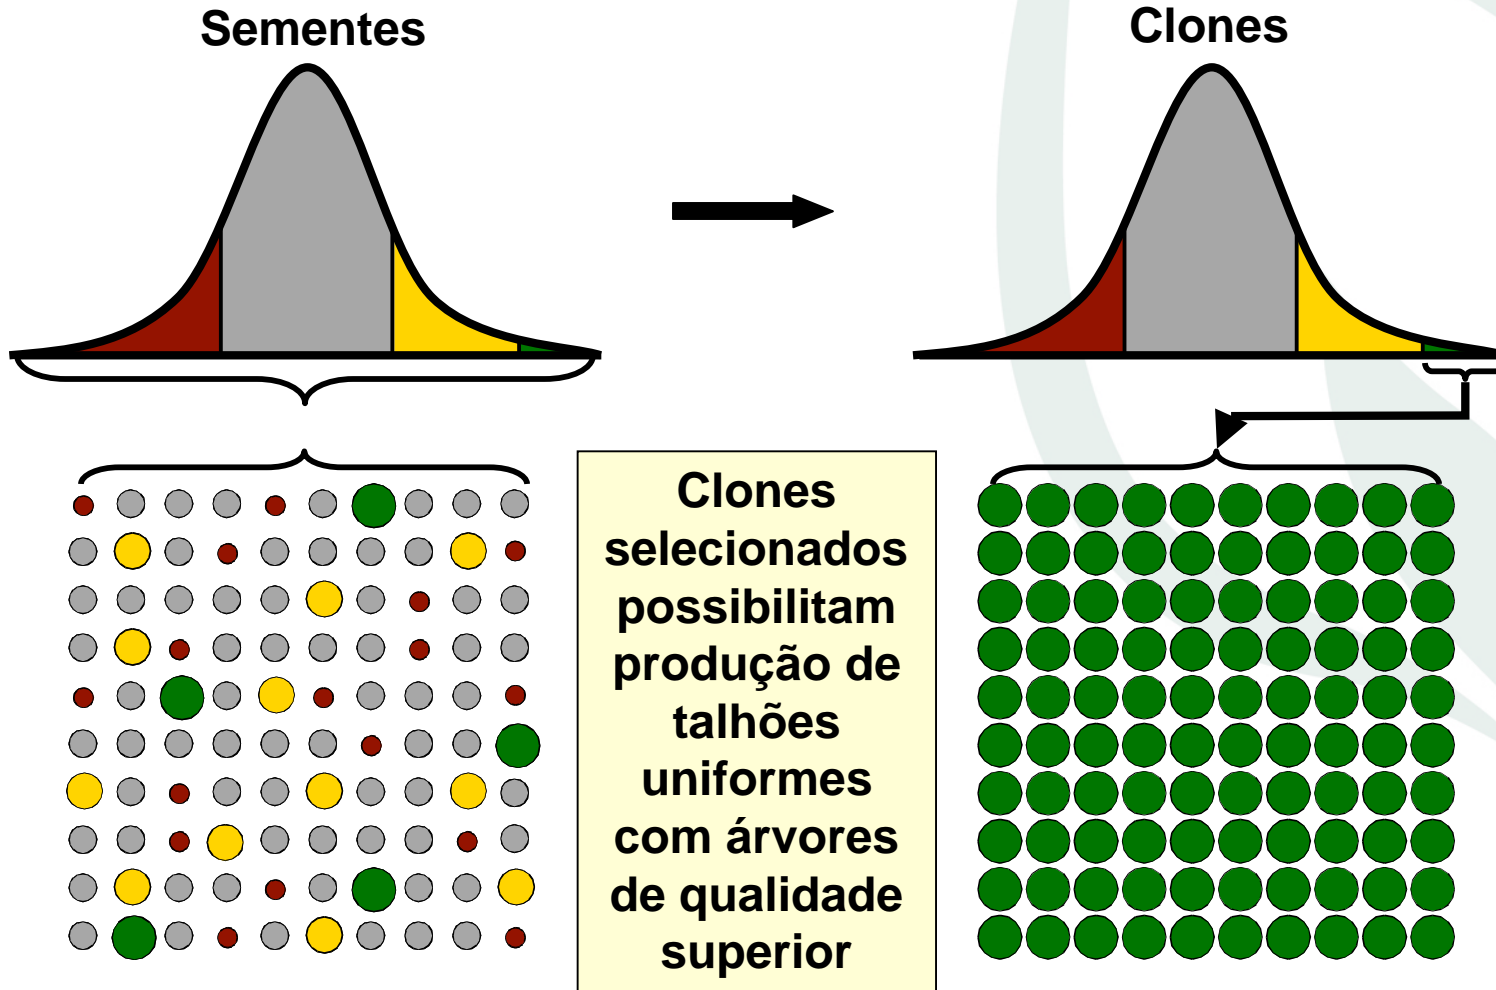 Sementes
Clones
Clones
selecionados
possibilitam
produção de
talhões
uniformes
com árvores
de qualidade
superior